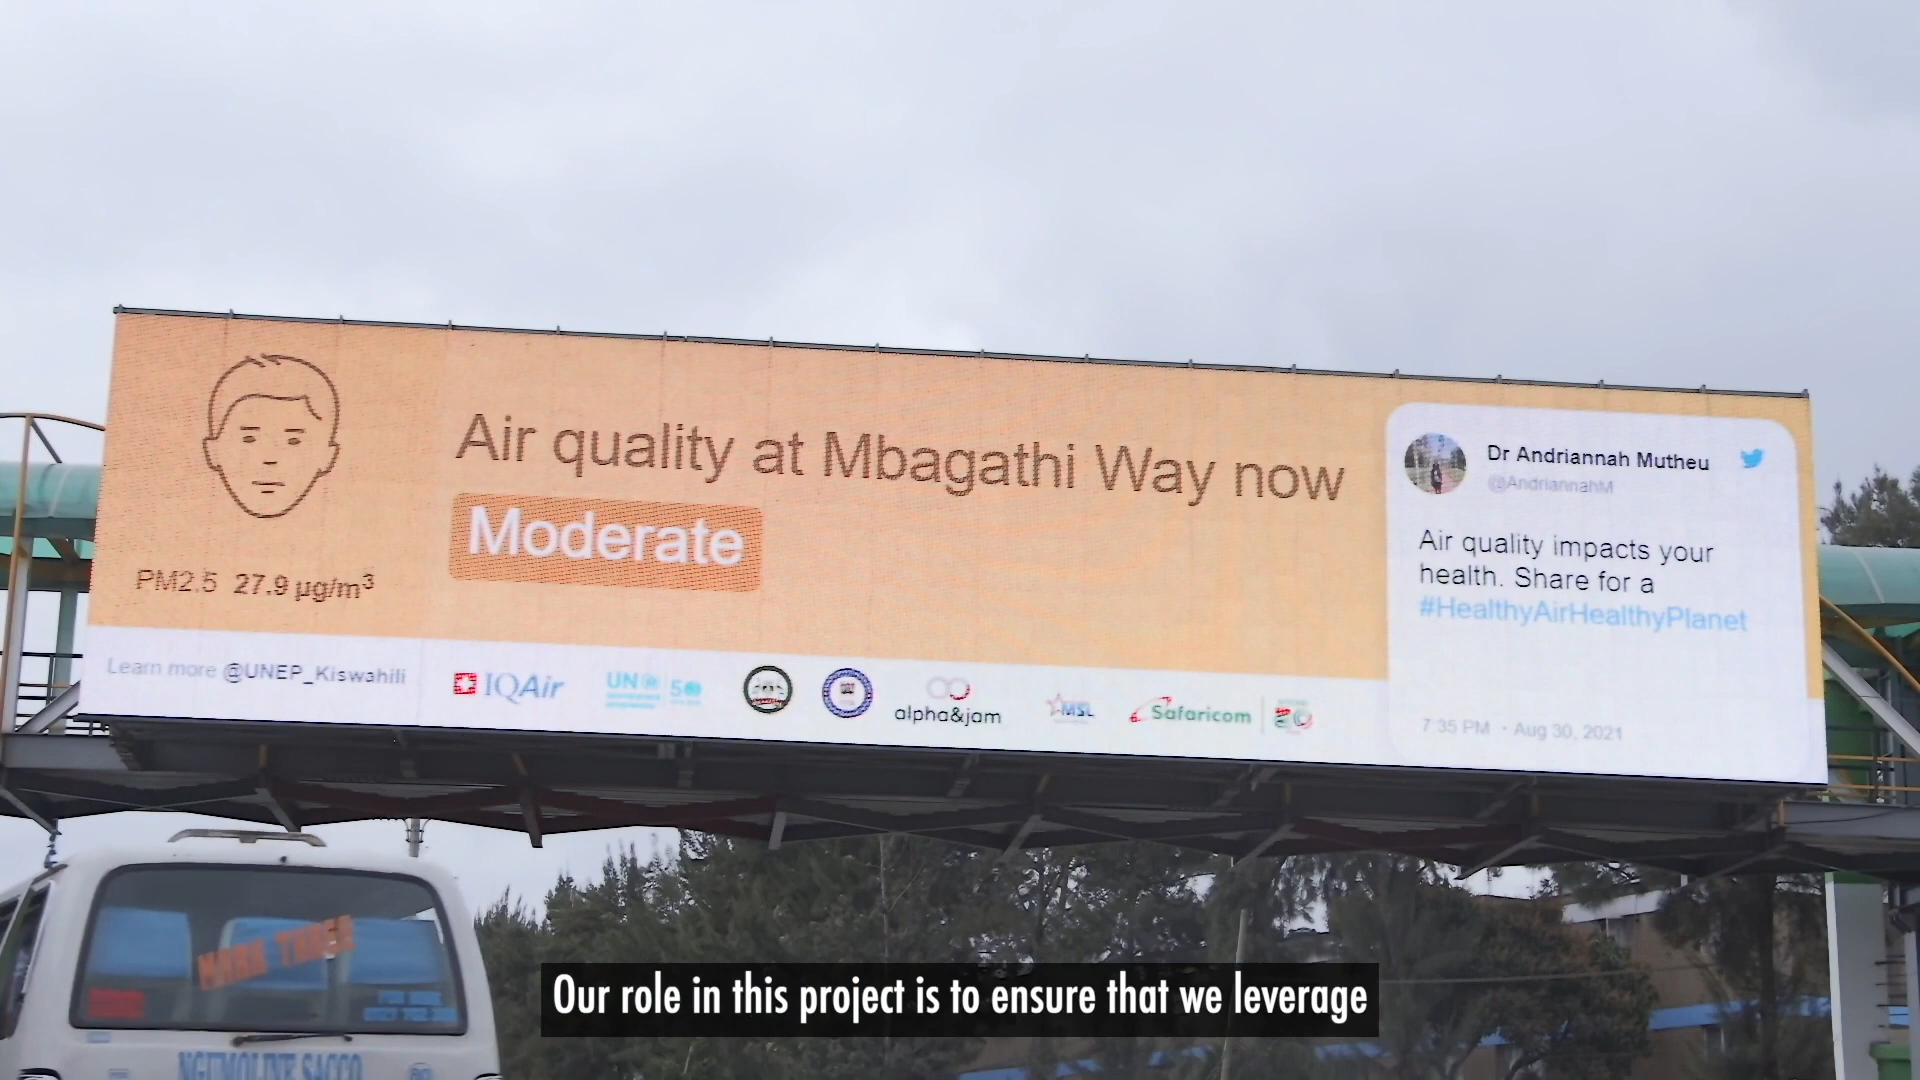 Air quality at Mbagathi Way now
Moderate
PM2.5 27.9 µg/m³
Dr Andriannah Mutheu
@AndriannahM
Air quality impacts your
health. Share for a
#HealthyAirHealthyPlanet
7:35 PM · Aug 30, 2021
Learn more @UNEP_Kiswahili
IQAir
UN
50
alpha&jam
MSL
Safaricom
NGUMOLINE SACCO
Our role in this project is to ensure that we leverage